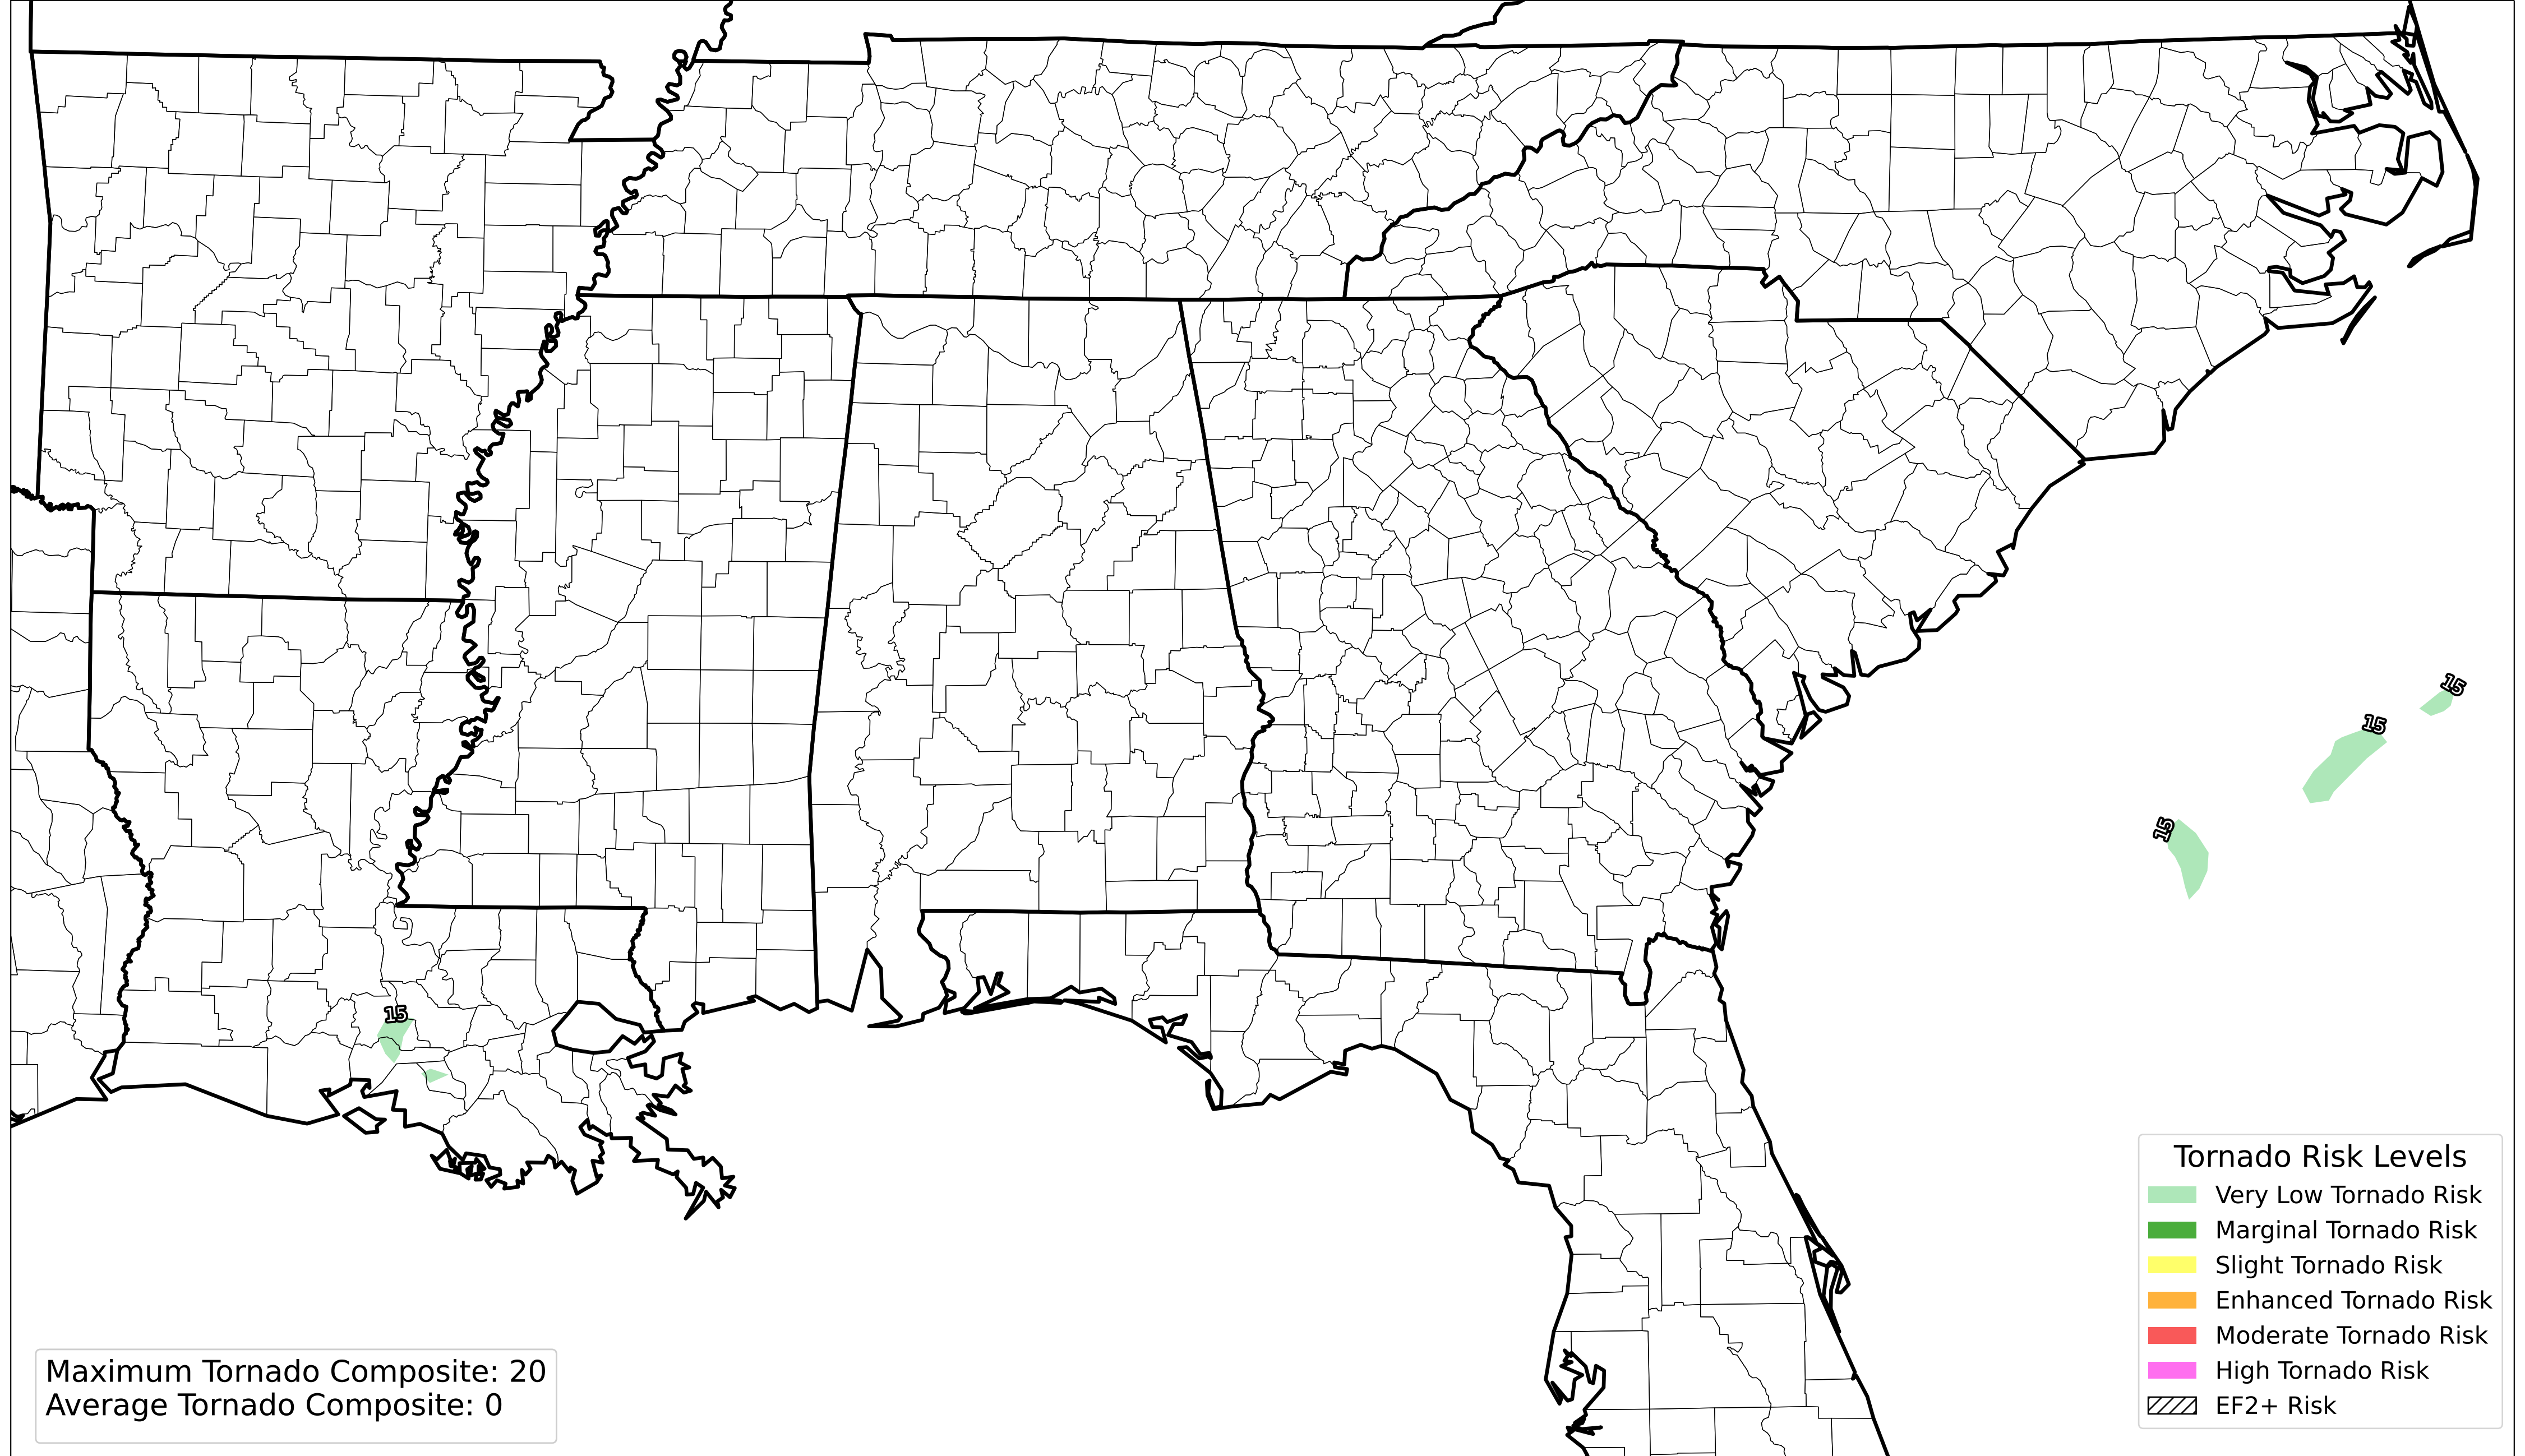 15
15
15
15
Tornado Risk Levels
Very Low Tornado Risk
Marginal Tornado Risk
Slight Tornado Risk
Enhanced Tornado Risk
Moderate Tornado Risk
High Tornado Risk
EF2+ Risk
Maximum Tornado Composite: 20
Average Tornado Composite: 0